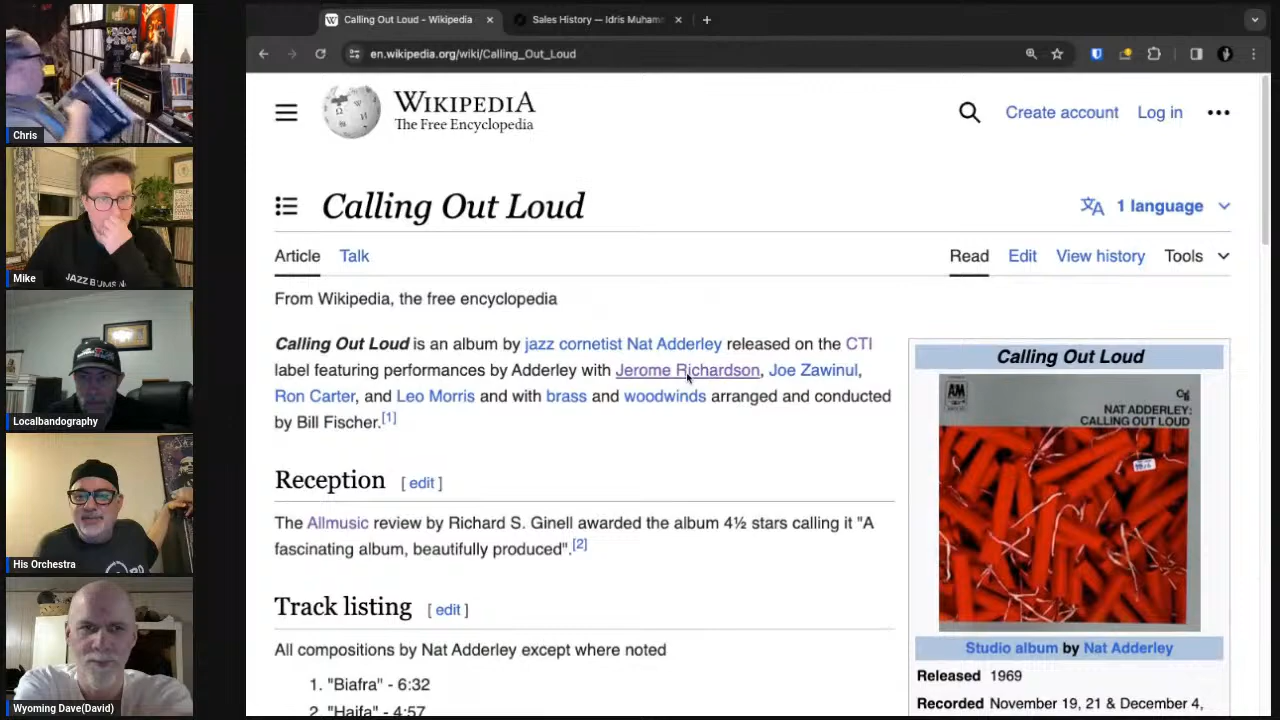 Calling Out Loud - Wikipedia
Sales History — Idris Muham
en.wikipedia.org/wiki/Calling_Out_Loud
WIKIPEDIA
The Free Encyclopedia
Create account
Log in
Calling Out Loud
1 language
Article
Talk
Read
Edit
View history
Tools
From Wikipedia, the free encyclopedia
Calling Out Loud is an album by jazz cornetist Nat Adderley released on the CTI
label featuring performances by Adderley with Jerome Richardson, Joe Zawinul,
Ron Carter, and Leo Morris and with brass and woodwinds arranged and conducted
by Bill Fischer.[1]
Reception [ edit ]
The Allmusic review by Richard S. Ginell awarded the album 4½ stars calling it "A
fascinating album, beautifully produced".[2]
Track listing [ edit ]
All compositions by Nat Adderley except where noted
1. "Biafra" - 6:32
2. "Haifa" - 4:57
Calling Out Loud
A&M
NAT ADDERLEY:
CALLING OUT LOUD
Studio album by Nat Adderley
Released 1969
Recorded November 19, 21 & December 4,
Chris
Mike
JAZZ BUMS
Localbandography
His Orchestra
Wyoming Dave(David)